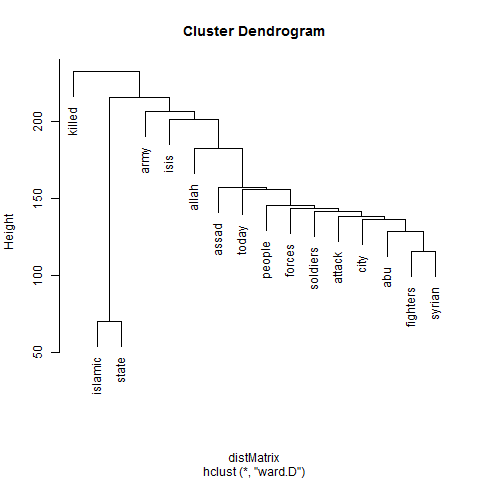 Cluster Dendrogram
Height
200
150
100
50
killed
islamic
state
army
isis
allah
assad
today
people
forces
soldiers
attack
city
abu
fighters
syrian
distMatrix
hclust (*, "ward.D")